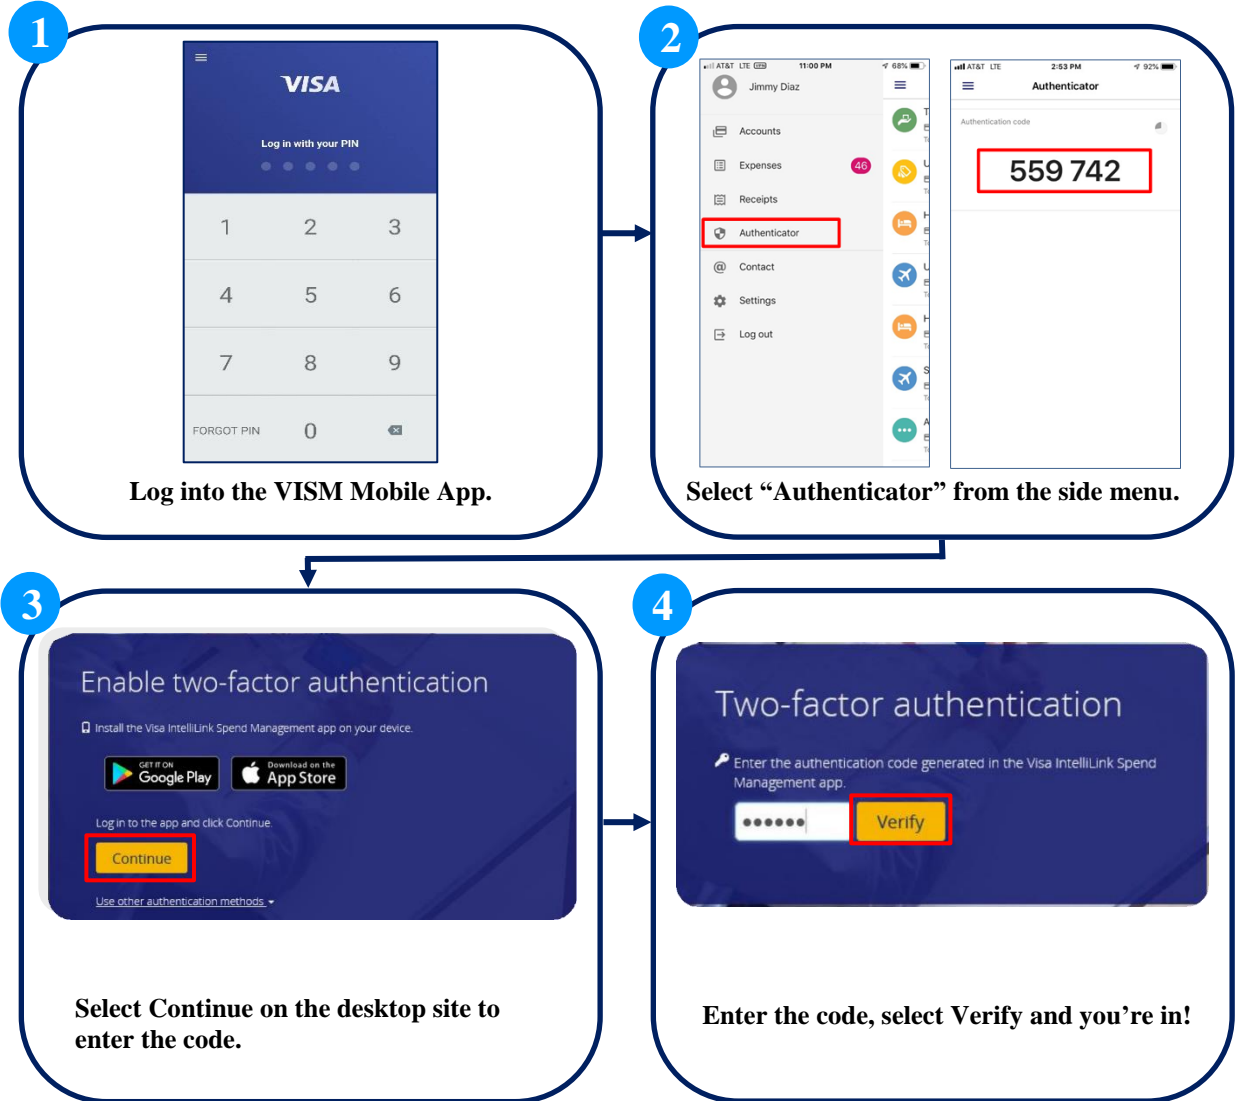 1
VISA
Log in with your PIN
1 2 3
4 5 6
7 8 9
FORGOT PIN 0
Log into the VISM Mobile App.
2
AT&T LTE VPN 11:00 PM 68%
Jimmy Diaz
Accounts
Expenses 46
Receipts
Authenticator
@ Contact
Settings
Log out
AT&T LTE 2:53 PM 92%
Authenticator
Authentication code
559 742
Select “Authenticator” from the side menu.
3
Enable two-factor authentication
Install the Visa IntelliLink Spend Management app on your device.
GET IT ON
Google Play
Download on the
App Store
Log in to the app and click Continue.
Continue
Use other authentication methods
Select Continue on the desktop site to
enter the code.
4
Two-factor authentication
Enter the authentication code generated in the Visa IntelliLink Spend
Management app.
Verify
Enter the code, select Verify and you’re in!